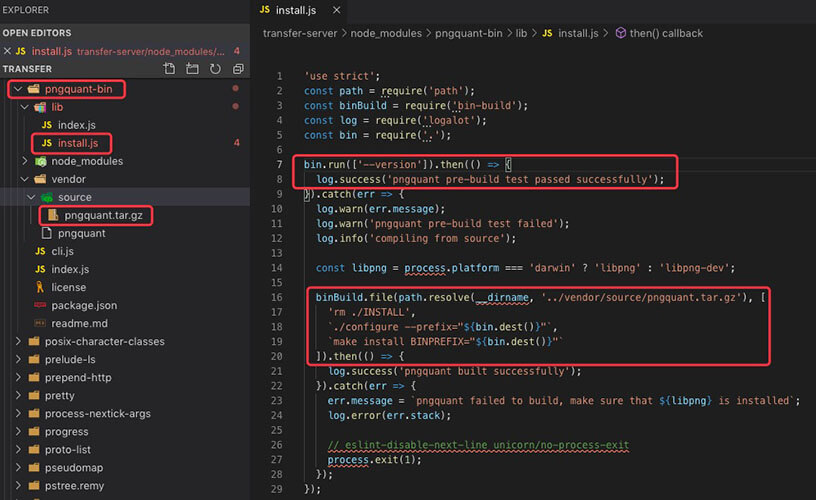 EXPLORER
OPEN EDITORS
JS install.js transfer-server/node_modules/... 4
TRANSFER
pngquant-bin
lib
JS index.js
JS install.js 4
node_modules
vendor
source
pngquant.tar.gz
pngquant
JS cli.js
JS index.js
license
package.json
readme.md
posix-character-classes
prelude-ls
prepend-http
pretty
process-nextick-args
progress
proto-list
pseudomap
pstree.remy
JS install.js
transfer-server > node_modules > pngquant-bin > lib > JS install.js > then() callback
1 'use strict';
2 const path = require('path');
3 const binBuild = require('bin-build');
4 const log = require('logalot');
5 const bin = require('.');
6
7 bin.run(['--version']).then(() => {
8 log.success('pngquant pre-build test passed successfully');
9 }).catch(err => {
10 log.warn(err.message);
11 log.warn('pngquant pre-build test failed');
12 log.info('compiling from source');
13
14 const libpng = process.platform === 'darwin' ? 'libpng' : 'libpng-dev';
15
16 binBuild.file(path.resolve(__dirname, '../vendor/source/pngquant.tar.gz'), [
17 'rm ./INSTALL',
18 `./configure --prefix="${bin.dest()}"`,
19 `make install BINPREFIX="${bin.dest()}"`
20 ]).then(() => {
21 log.success('pngquant built successfully');
22 }).catch(err => {
23 err.message = `pngquant failed to build, make sure that ${libpng} is installed`;
24 log.error(err.stack);
25
26 // eslint-disable-next-line unicorn/no-process-exit
27 process.exit(1);
28 });
29 });